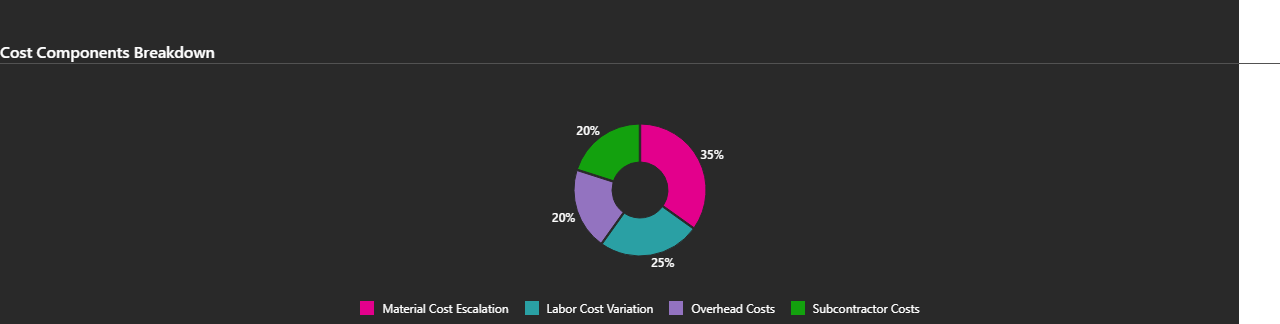 Cost Components Breakdown
20%
35%
20%
25%
Material Cost Escalation Labor Cost Variation Overhead Costs Subcontractor Costs